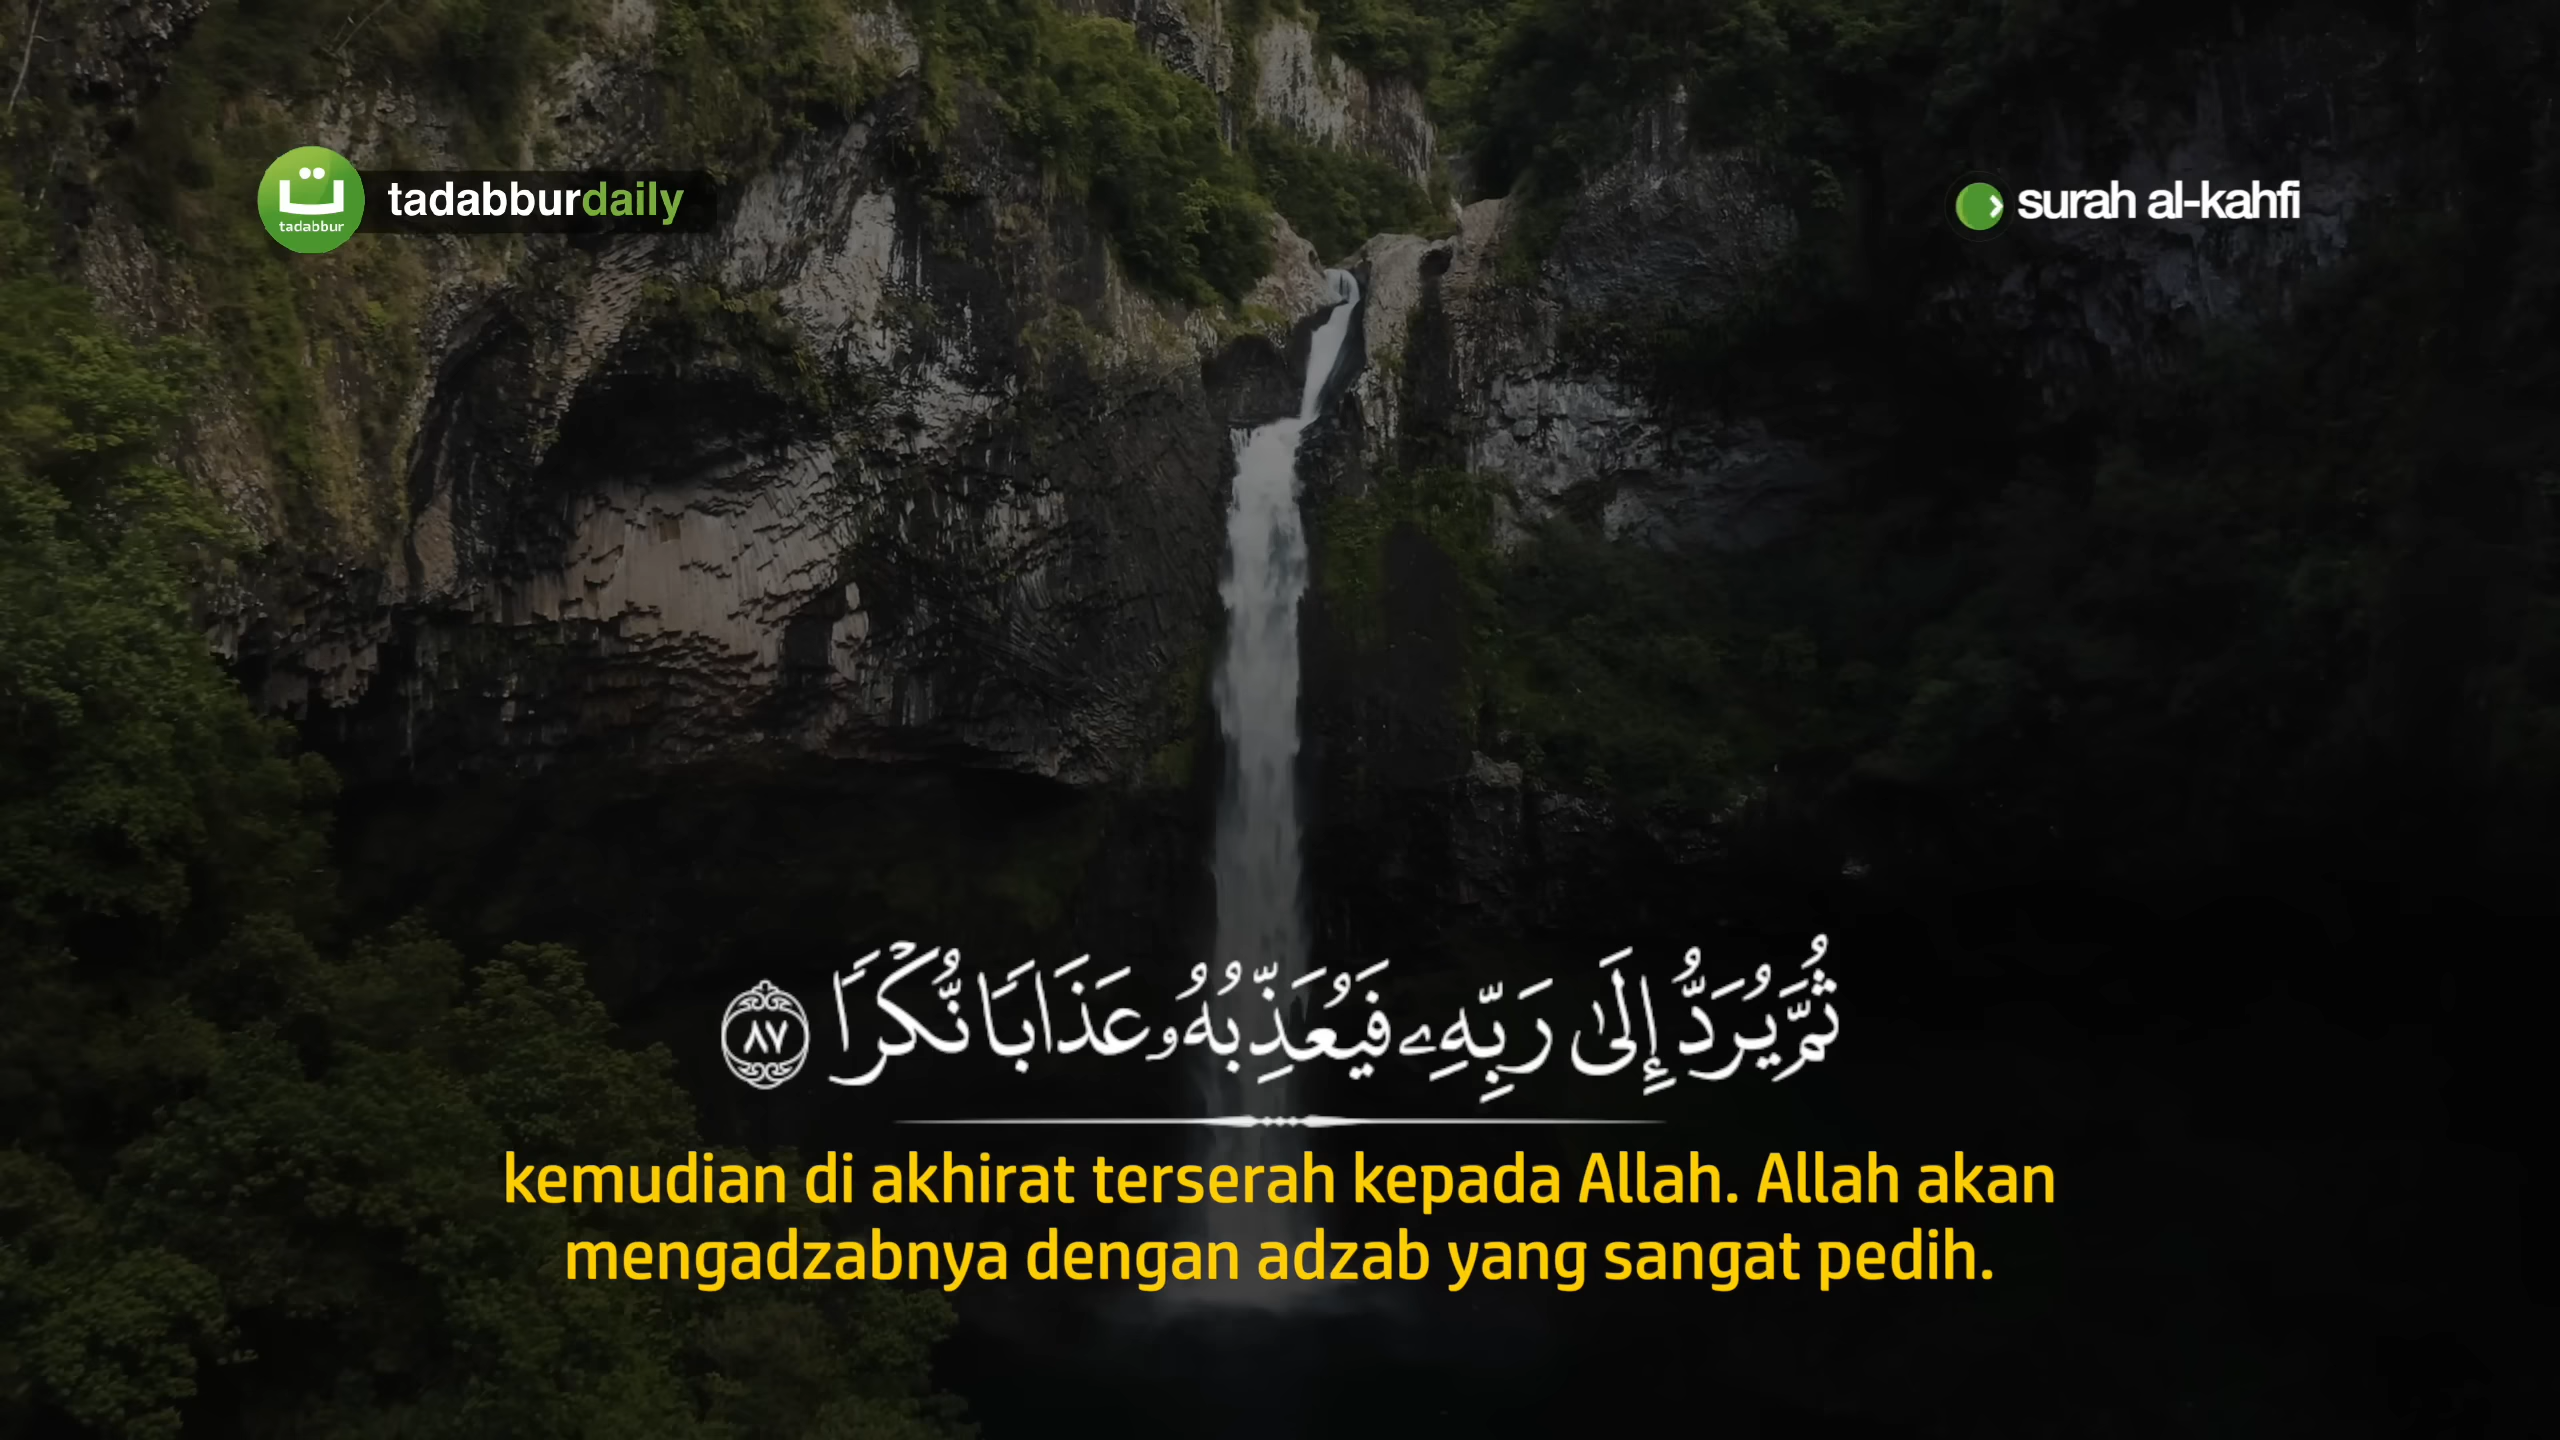 ت
tadabbur
tadabburdaily
surah al-kahfi
ثُمَّ يُرَدُّ إِلَىٰ رَبِّهِۦ فَيُعَذِّبُهُۥ عَذَابًا نُّكْرًا ٨٧
kemudian di akhirat terserah kepada Allah. Allah akan
mengadzabnya dengan adzab yang sangat pedih.